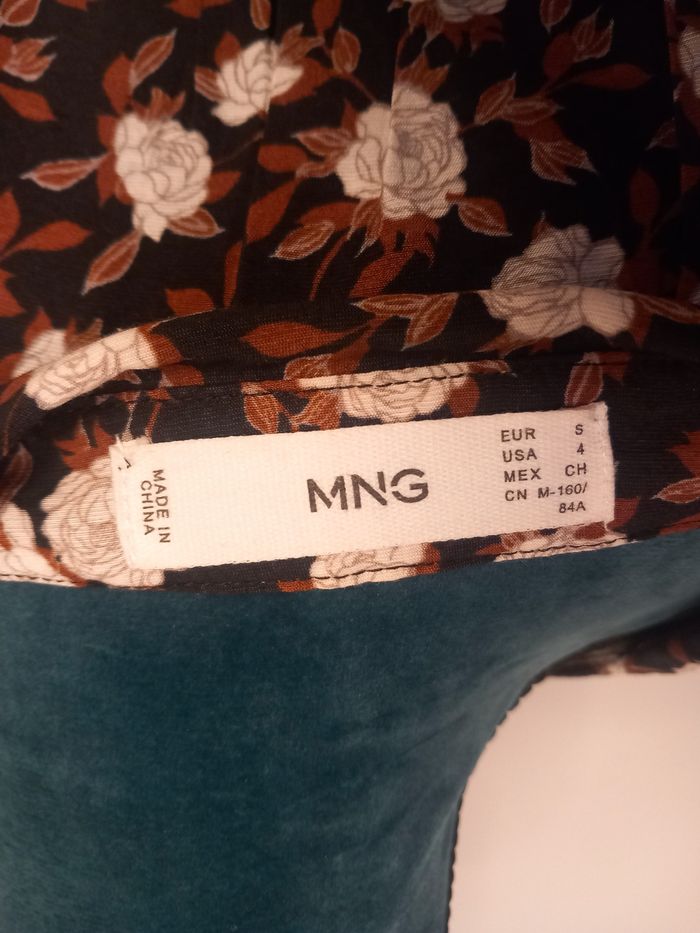 MADE IN
CHINA
MNG
EUR S
USA 4
MEX CH
CN M-160/
84A